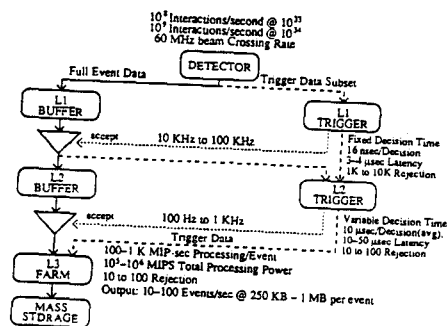 10⁸ Interactions/second @ 10³³
10⁹ Interactions/second @ 10³⁴
60 MHz beam Crossing Rate
DETECTOR
Full Event Data
Trigger Data Subset
L1
BUFFER
L1
TRIGGER
accept
10 KHz to 100 KHz
Fixed Decision Time
16 nsec/Decision
3-4 μsec Latency
1K to 10K Rejection
L2
BUFFER
L2
TRIGGER
accept
100 Hz to 1 KHz
Variable Decision Time
10 μsec/Decision(avg.)
10-50 μsec Latency
10 to 100 Rejection
Trigger Data
L3
FARM
100-1 K MIP-sec Processing/Event
10⁵-10⁶ MIPS Total Processing Power
10 to 100 Rejection
Output: 10-100 Events/sec @ 250 KB - 1 MB per event
MASS
STORAGE